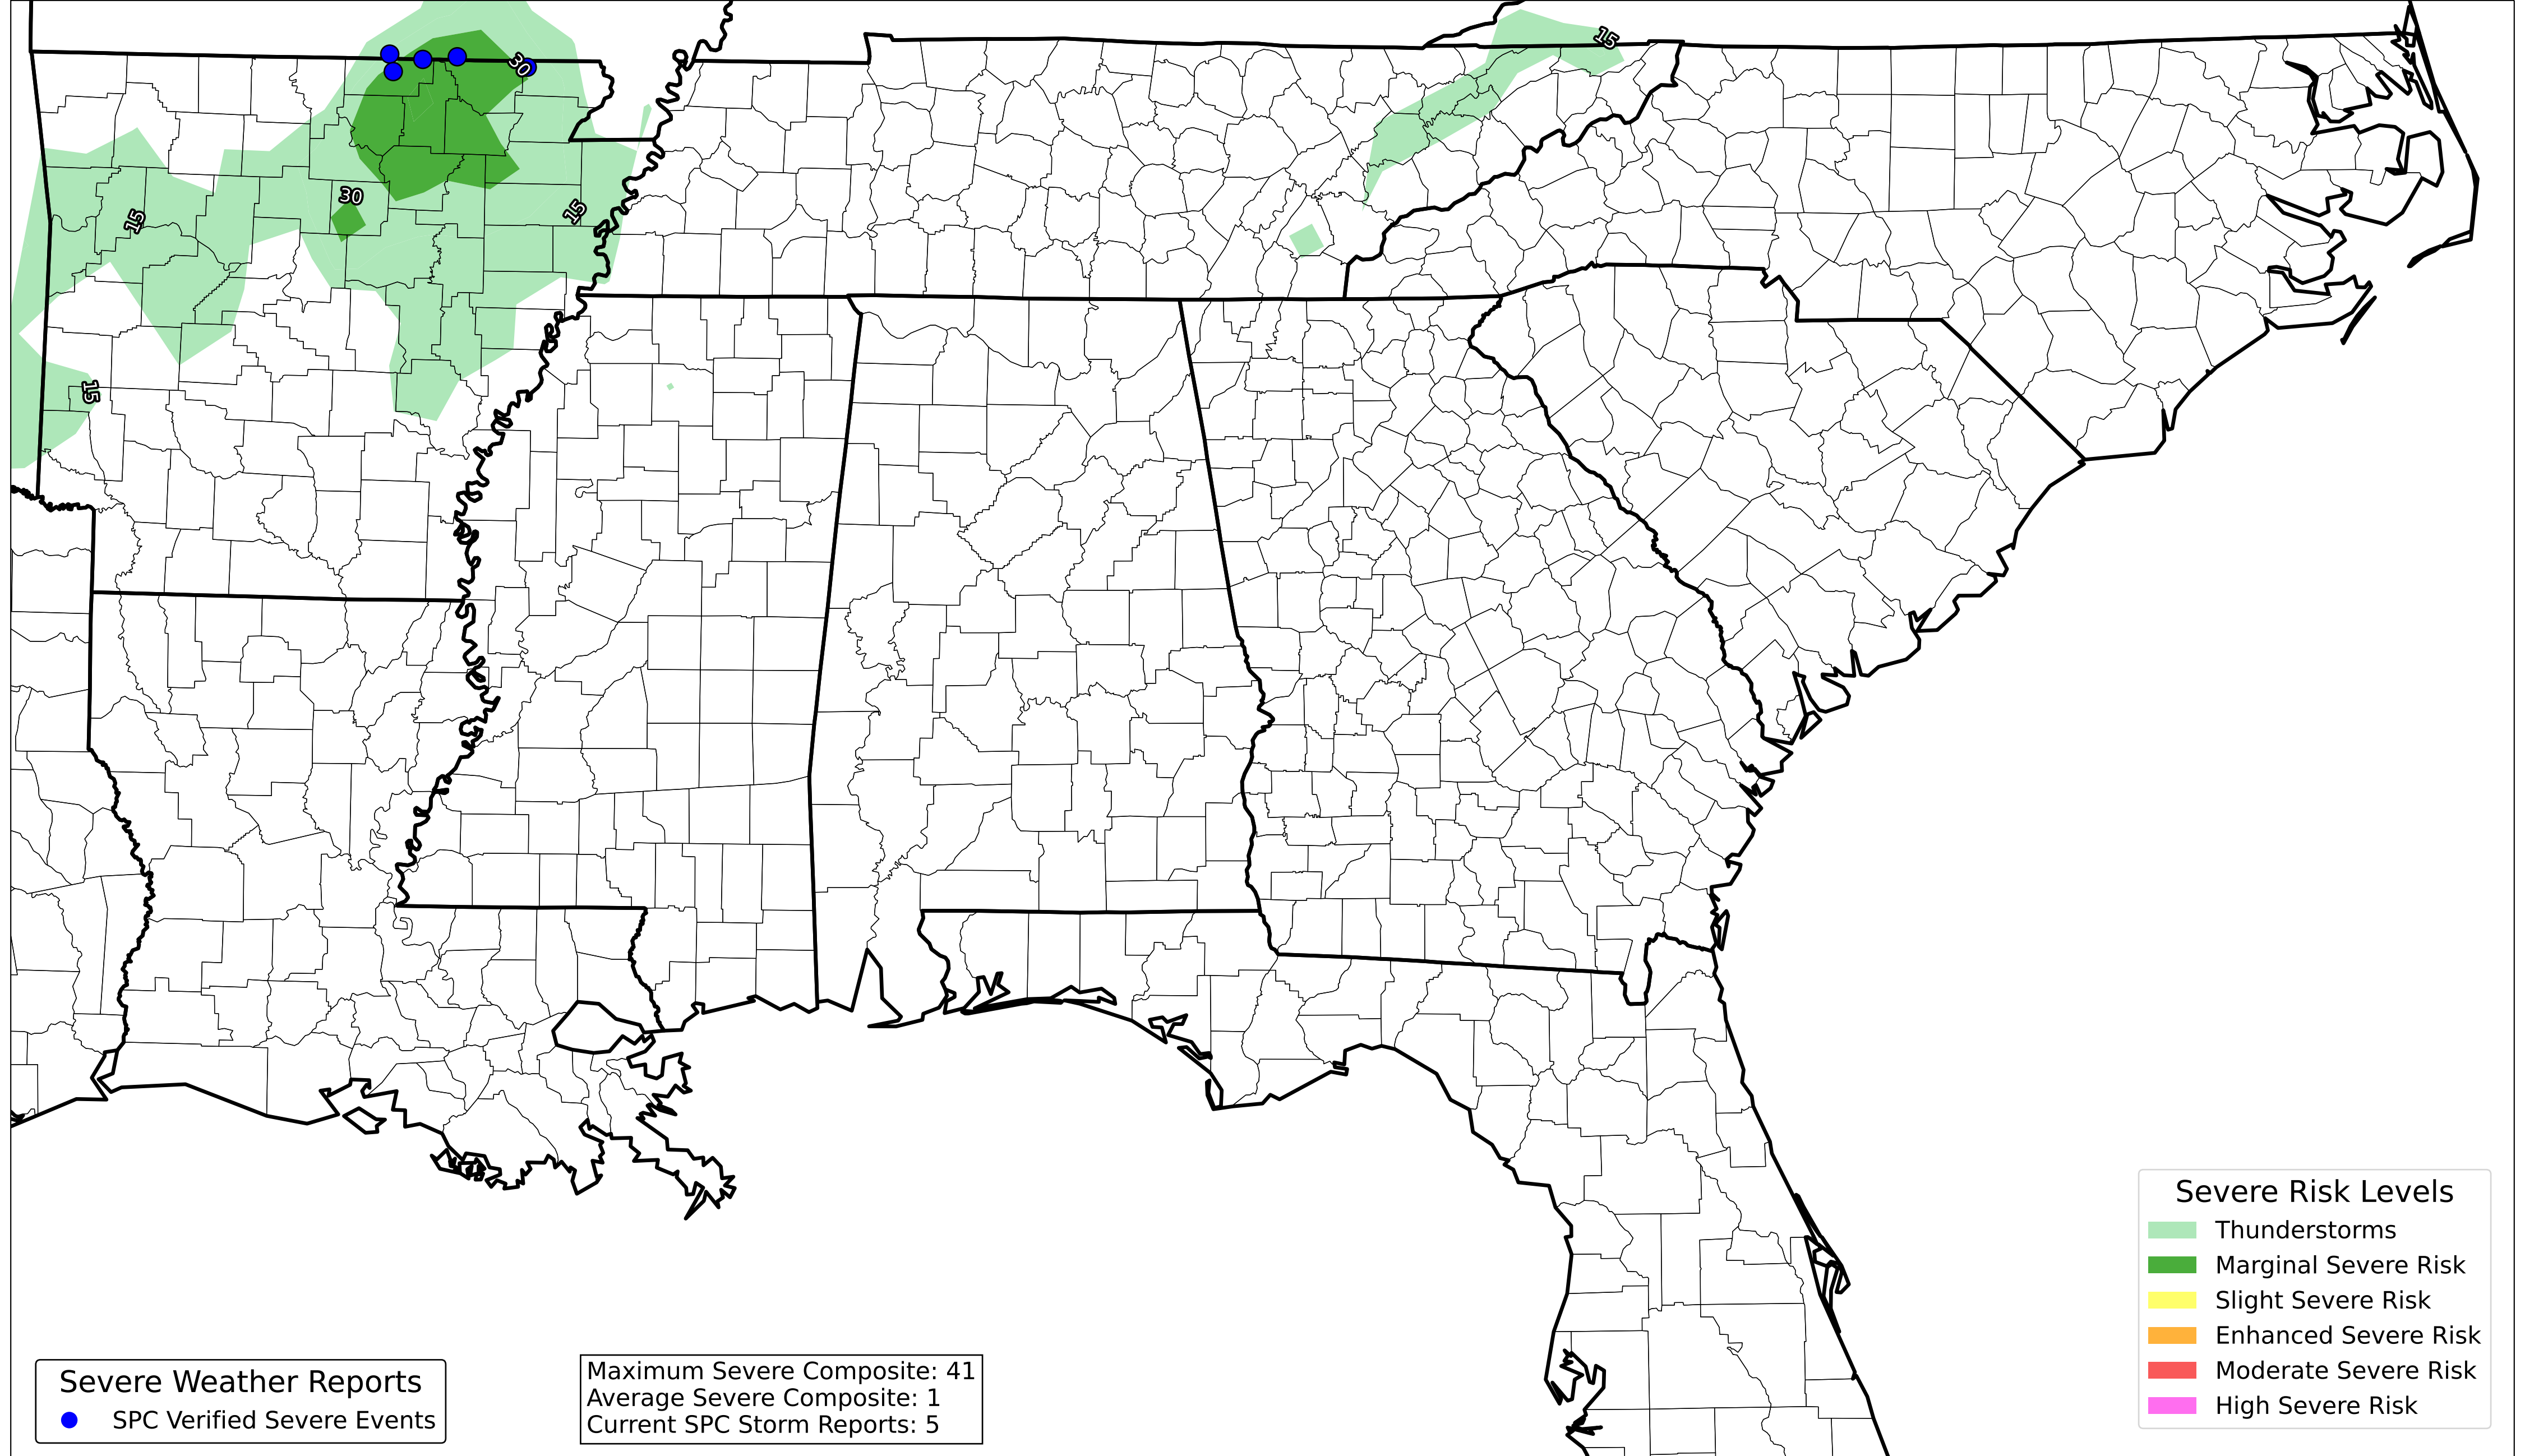 15
30
30
15
15
15
Severe Risk Levels
Thunderstorms
Marginal Severe Risk
Slight Severe Risk
Enhanced Severe Risk
Moderate Severe Risk
High Severe Risk
Severe Weather Reports
SPC Verified Severe Events
Maximum Severe Composite: 41
Average Severe Composite: 1
Current SPC Storm Reports: 5